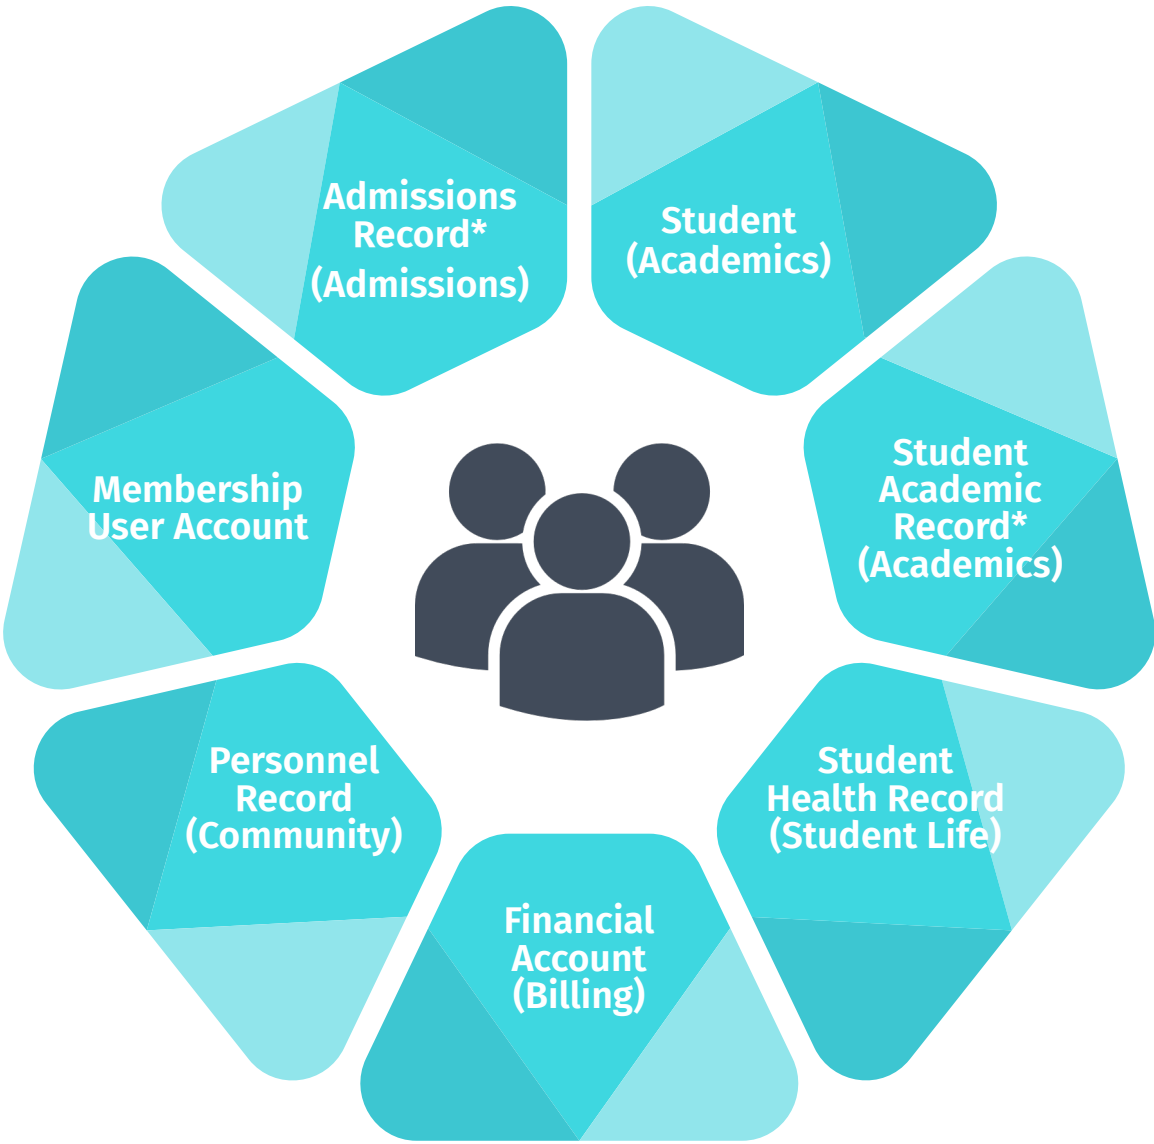 Admissions
Record*
(Admissions)
Student
(Academics)
Student
Academic
Record*
(Academics)
Student
Health Record
(Student Life)
Financial
Account
(Billing)
Personnel
Record
(Community)
Membership
User Account